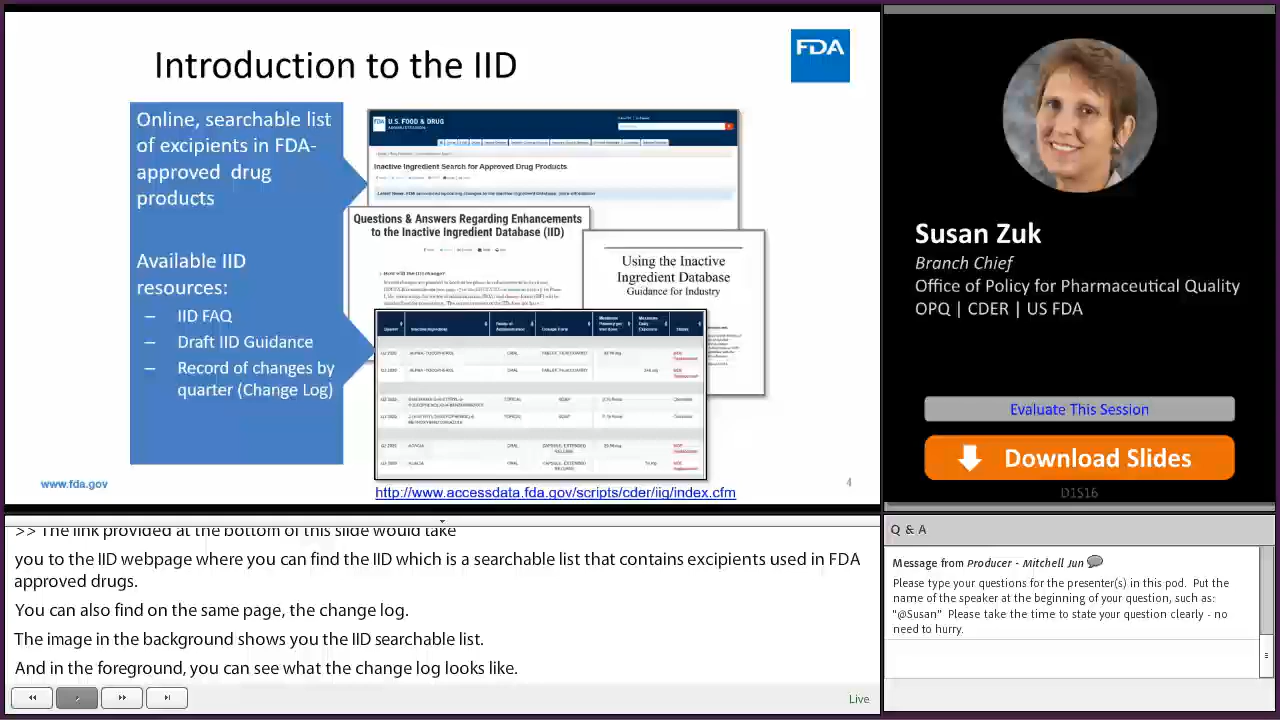 Introduction to the IID
FDA
Online, searchable list
of excipients in FDA-
approved drug
products
Available IID
resources:
– IID FAQ
– Draft IID Guidance
– Record of changes by
quarter (Change Log)
FDA U.S. FOOD & DRUG
ADMINISTRATION
Inactive Ingredient Search for Approved Drug Products
Questions & Answers Regarding Enhancements
to the Inactive Ingredient Database (IID)
Using the Inactive
Ingredient Database
Guidance for Industry
www.fda.gov
http://www.accessdata.fda.gov/scripts/cder/iig/index.cfm
4
Susan Zuk
Branch Chief
Office of Policy for Pharmaceutical Quality
OPQ | CDER | US FDA
Evaluate This Session
Download Slides
D1S16
>> The link provided at the bottom of this slide would take
you to the IID webpage where you can find the IID which is a searchable list that contains excipients used in FDA
approved drugs.
You can also find on the same page, the change log.
The image in the background shows you the IID searchable list.
And in the foreground, you can see what the change log looks like.
Live
Q & A
Message from Producer - Mitchell Jun
Please type your questions for the presenter(s) in this pod. Put the
name of the speaker at the beginning of your question, such as:
"@Susan" Please take the time to state your question clearly - no
need to hurry.